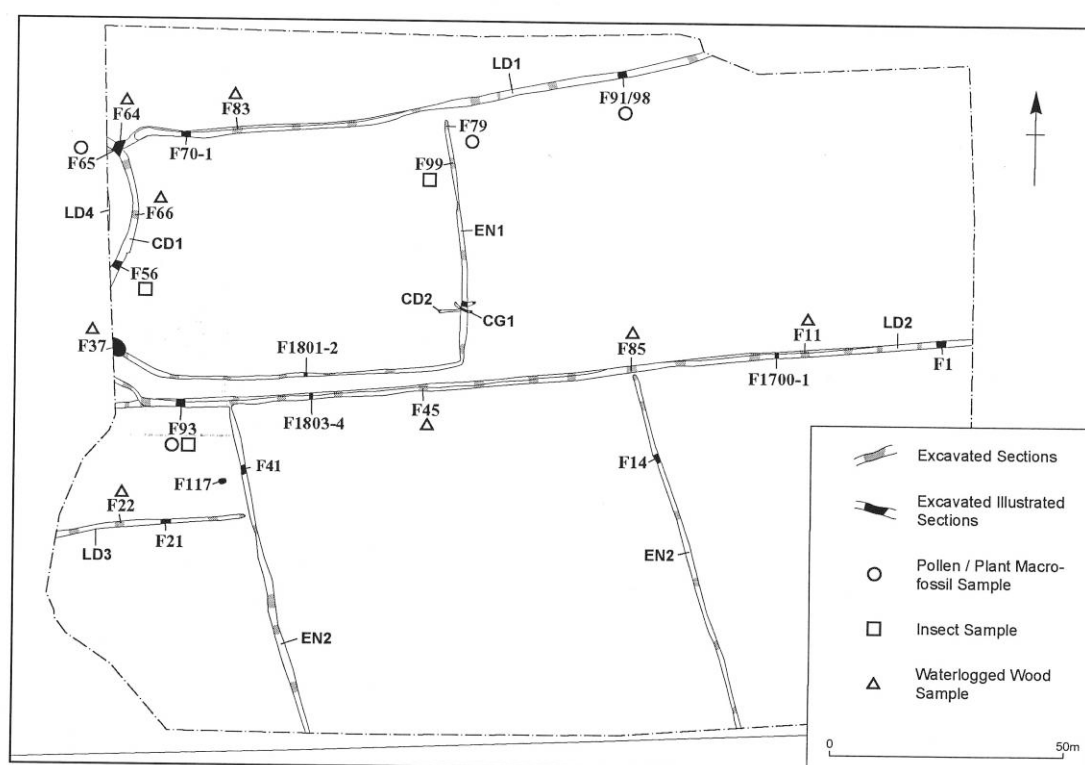 LD1
F91/98
F64
F83
F79
F65
F70-1
F99
F66
LD4
EN1
CD1
F56
CD2
CG1
F37
F1801-2
F11
LD2
F85
F1
F1700-1
F45
F93
F1803-4
F41
F14
F117
F22
F21
LD3
EN2
EN2
Excavated Sections
Excavated Illustrated
Sections
Pollen / Plant Macro-
fossil Sample
Insect Sample
Waterlogged Wood
Sample
0
50m